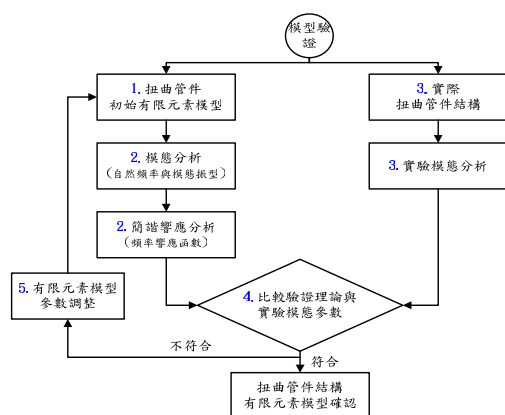 模型驗
證
1. 扭曲管件
初始有限元素模型
3. 實際
扭曲管件結構
2. 模態分析
(自然頻率與模態振型)
3. 實驗模態分析
2. 簡諧響應分析
(頻率響應函數)
5. 有限元素模型
參數調整
4. 比較驗證理論與
實驗模態參數
不符合
符合
扭曲管件結構
有限元素模型確認